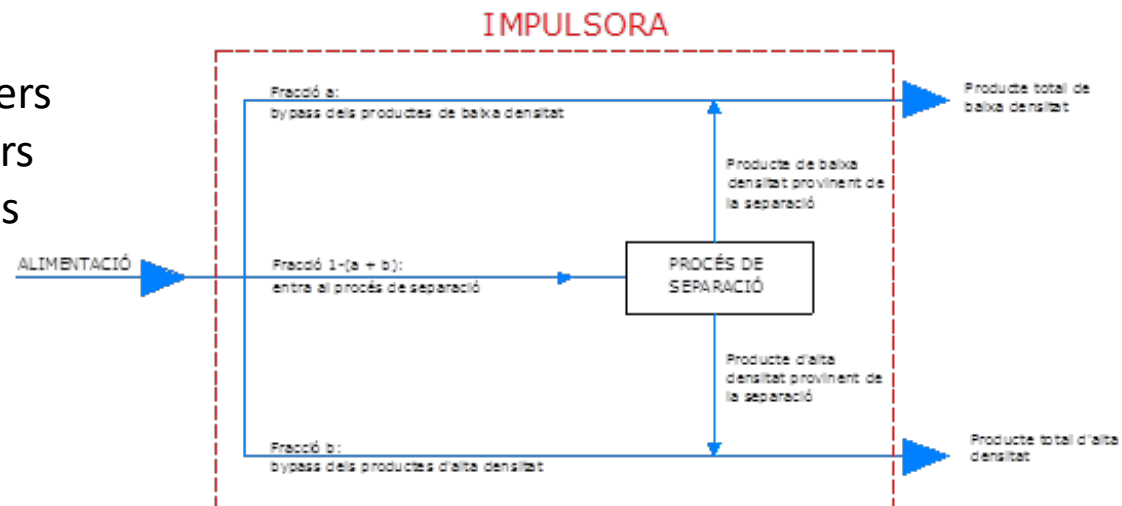 IMPULSORA
ers
rs
s
Fracció a:
bypass dels productes de baixa densitat
Producte total de
baixa densitat
Producte de baixa
densitat provinent de
la separació
ALIMENTACIÓ
Fracció 1-(a + b):
entra al procés de separació
PROCÉS DE
SEPARACIÓ
Producte d'alta
densitat provinent de
la separació
Fracció b:
bypass dels productes d'alta densitat
Producte total d'alta
densitat